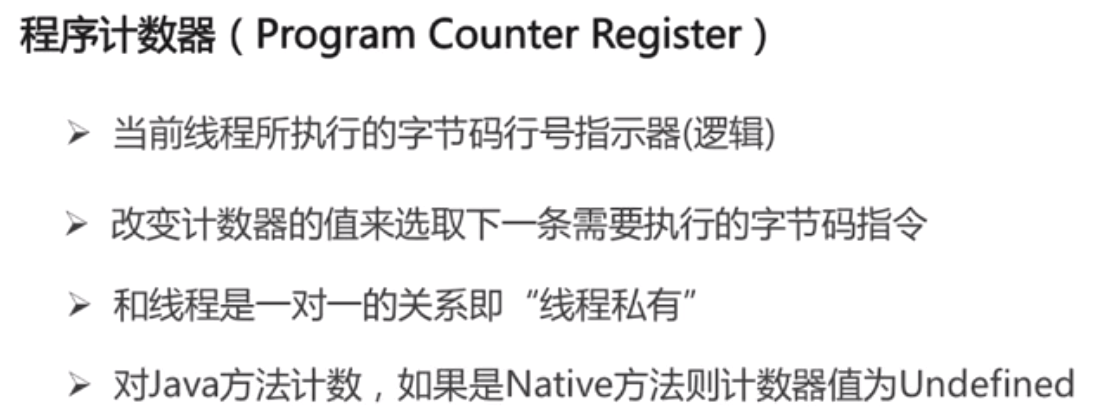 程序计数器（Program Counter Register）
➢ 当前线程所执行的字节码行号指示器(逻辑)
➢ 改变计数器的值来选取下一条需要执行的字节码指令
➢ 和线程是一对一的关系即“线程私有”
➢ 对Java方法计数，如果是Native方法则计数器值为Undefined